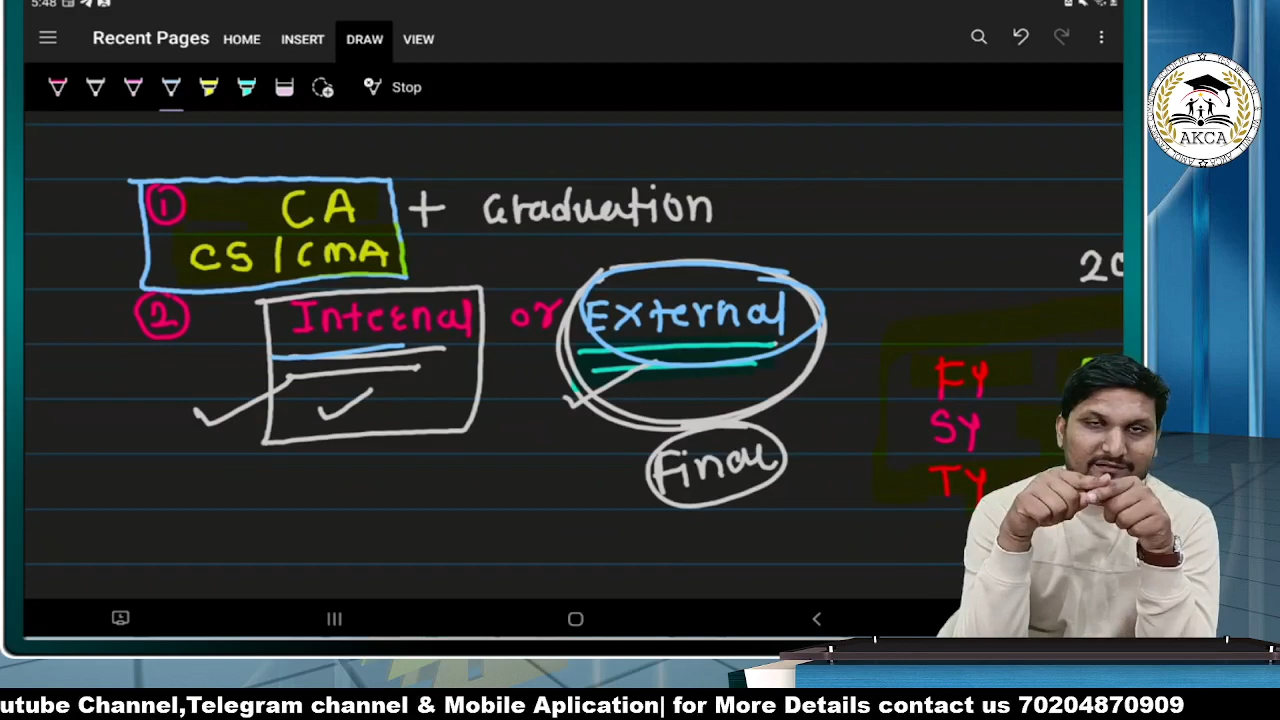 5:48
Recent Pages HOME INSERT DRAW VIEW
Stop
AKCA
① CA + Graduation
CS / CMA
20
② Internal or External
FY
SY
Final
TY
utube Channel,Telegram channel & Mobile Aplication| for More Details contact us 70204870909